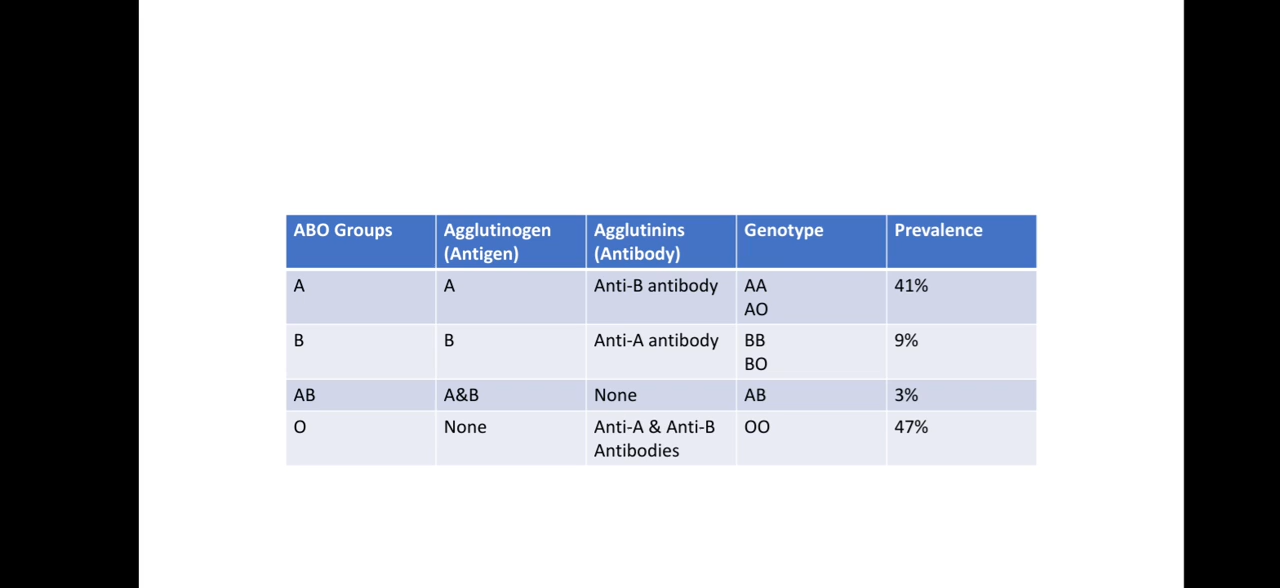 ABO Groups
Agglutinogen
(Antigen)
Agglutinins
(Antibody)
Genotype
Prevalence
A
A
Anti-B antibody
AA
AO
41%
B
B
Anti-A antibody
BB
BO
9%
AB
A&B
None
AB
3%
O
None
Anti-A & Anti-B
Antibodies
OO
47%